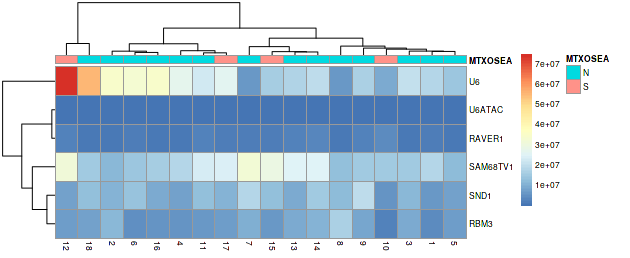 MTXOSEA
U6
U6ATAC
RAVER1
SAM68TV1
SND1
RBM3
12 18 2 6 16 4 11 17 7 15 13 14 8 9 10 3 1 5
7e+07
6e+07
5e+07
4e+07
3e+07
2e+07
1e+07
MTXOSEA
N
S